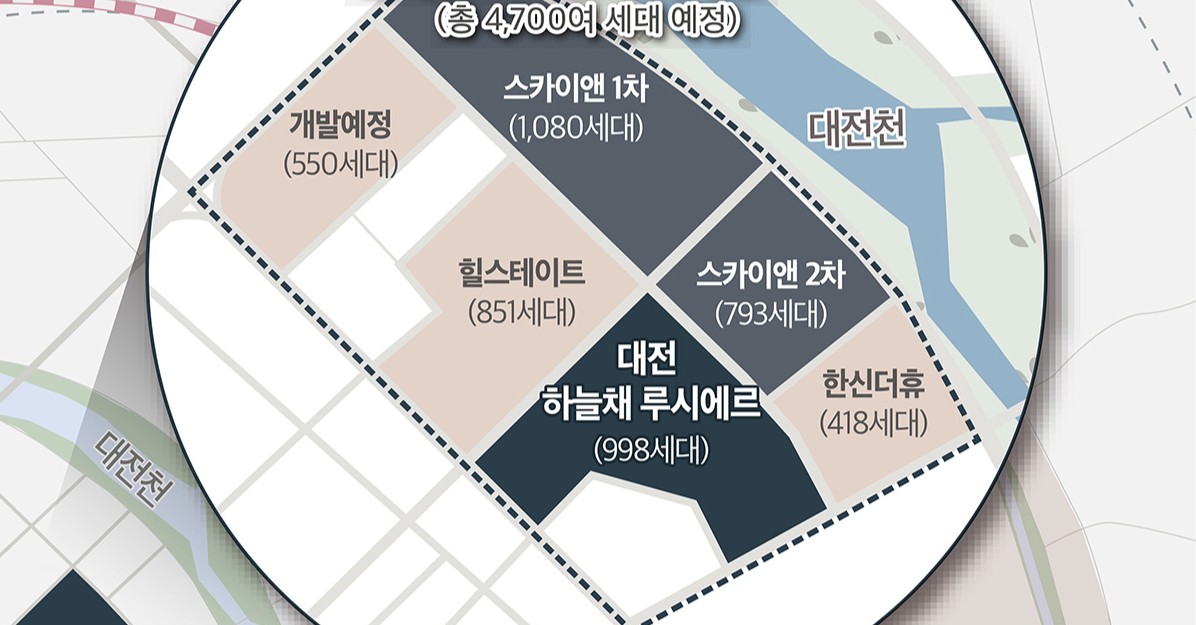 (총 4,700여 세대 예정)
스카이앤 1차
(1,080세대)
대전천
개발예정
(550세대)
힐스테이트
(851세대)
스카이앤 2차
(793세대)
대전
하늘채 루시에르
(998세대)
한신더휴
(418세대)
대전천